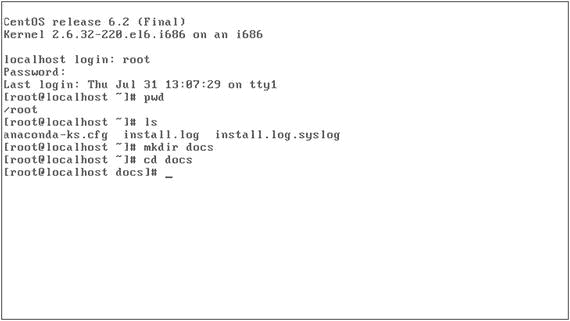 CentOS release 6.2 (Final)
Kernel 2.6.32-220.el6.i686 on an i686
localhost login: root
Password:
Last login: Thu Jul 31 13:07:29 on tty1
[root@localhost ~]# pwd
/root
[root@localhost ~]# ls
anaconda-ks.cfg  install.log  install.log.syslog
[root@localhost ~]# mkdir docs
[root@localhost ~]# cd docs
[root@localhost docs]# _